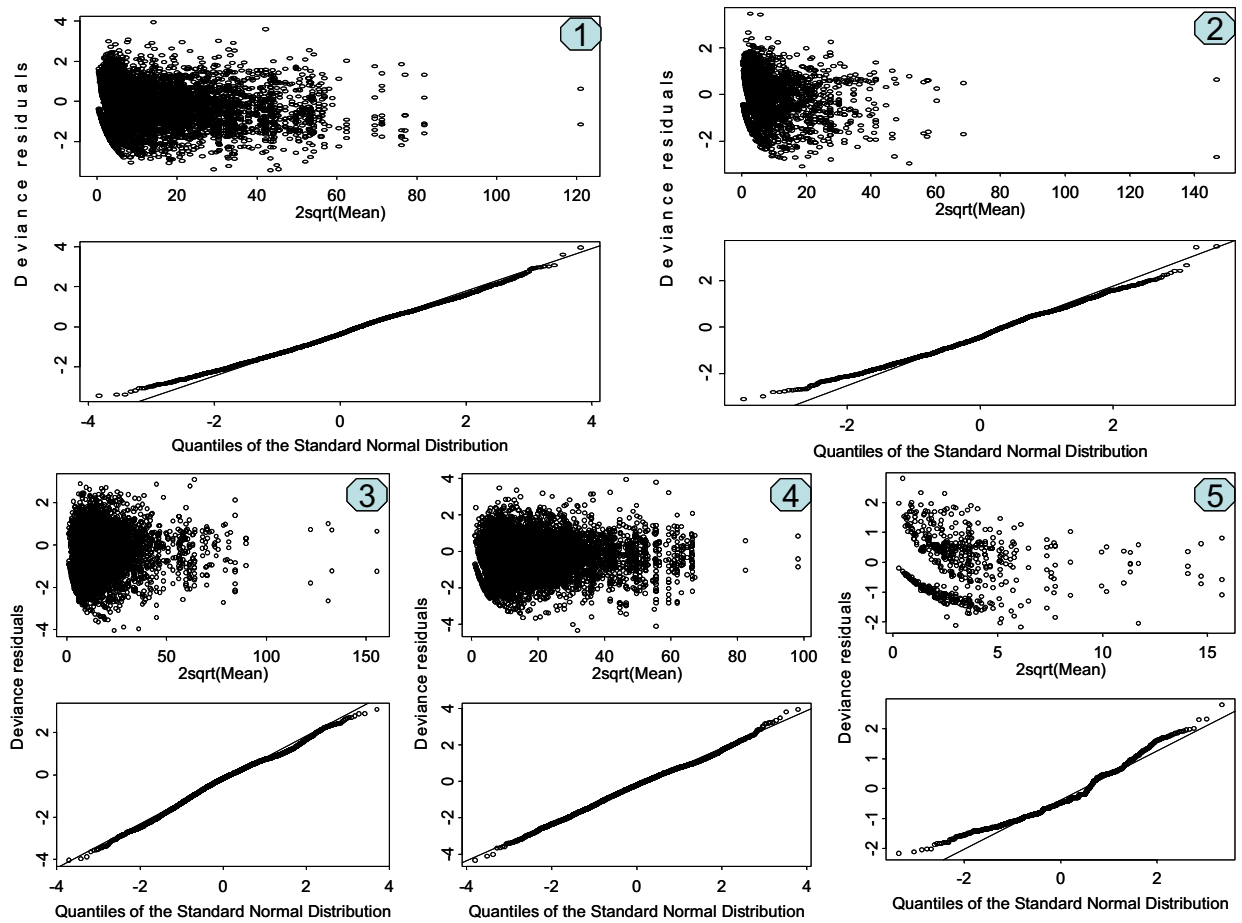 1
4
2
0
-2
0 20 40 60 80 100 120
2sqrt(Mean)
Deviance residuals
4
2
0
-2
-4 -2 0 2 4
Quantiles of the Standard Normal Distribution
2
2
0
-2
0 20 40 60 80 100 120 140
2sqrt(Mean)
Deviance residuals
2
0
-2
-2 0 2
Quantiles of the Standard Normal Distribution
3
2
0
-2
-4
0 50 100 150
2sqrt(Mean)
Deviance residuals
2
0
-2
-4
-4 -2 0 2 4
Quantiles of the Standard Normal Distribution
4
4
2
0
-2
-4
0 20 40 60 80 100
2sqrt(Mean)
Deviance residuals
4
2
0
-2
-4
-4 -2 0 2 4
Quantiles of the Standard Normal Distribution
5
2
1
0
-1
-2
0 5 10 15
2sqrt(Mean)
Deviance residuals
2
1
0
-1
-2
-2 0 2
Quantiles of the Standard Normal Distribution